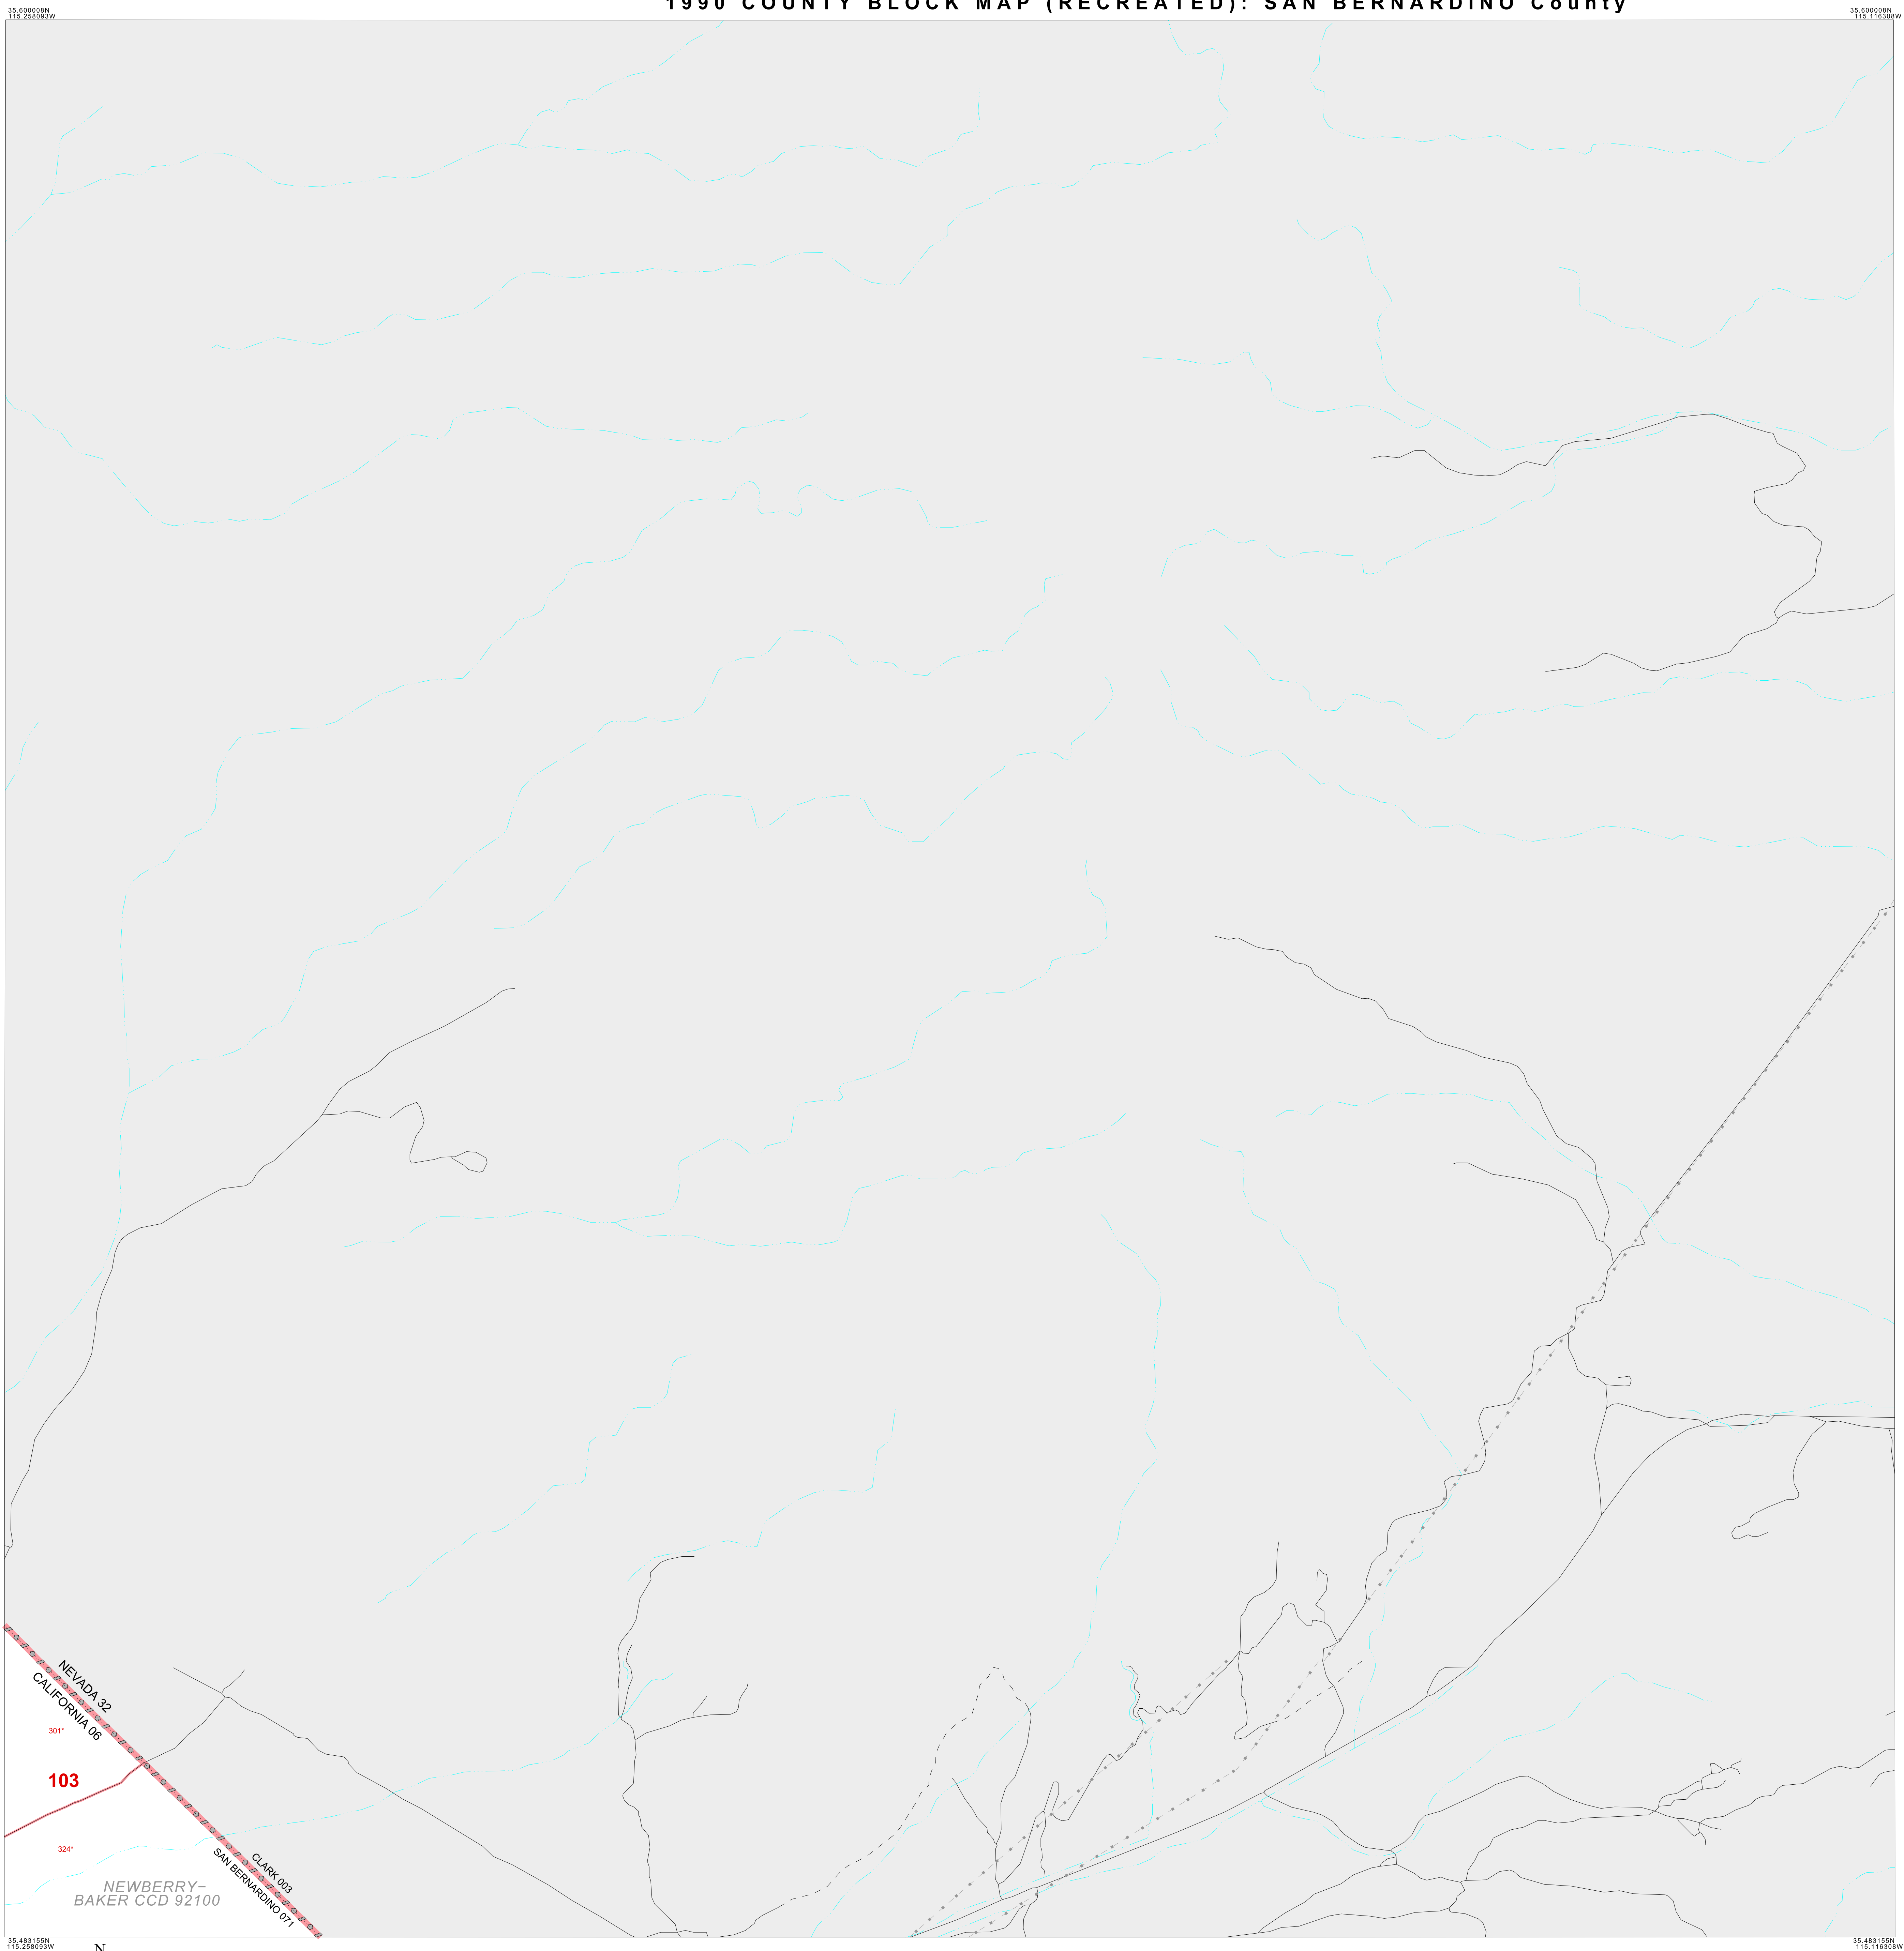 1990 COUNTY BLOCK MAP (RECREATED): SAN BERNARDINO County
35.600008N
115.258093W
35.600008N
115.116308W
NEVADA 32
CALIFORNIA 06
301*
103
324*
CLARK 003
SAN BERNARDINO 071
NEWBERRY-
BAKER CCD 92100
35.483155N
115.258093W
N
35.483155N
115.116308W